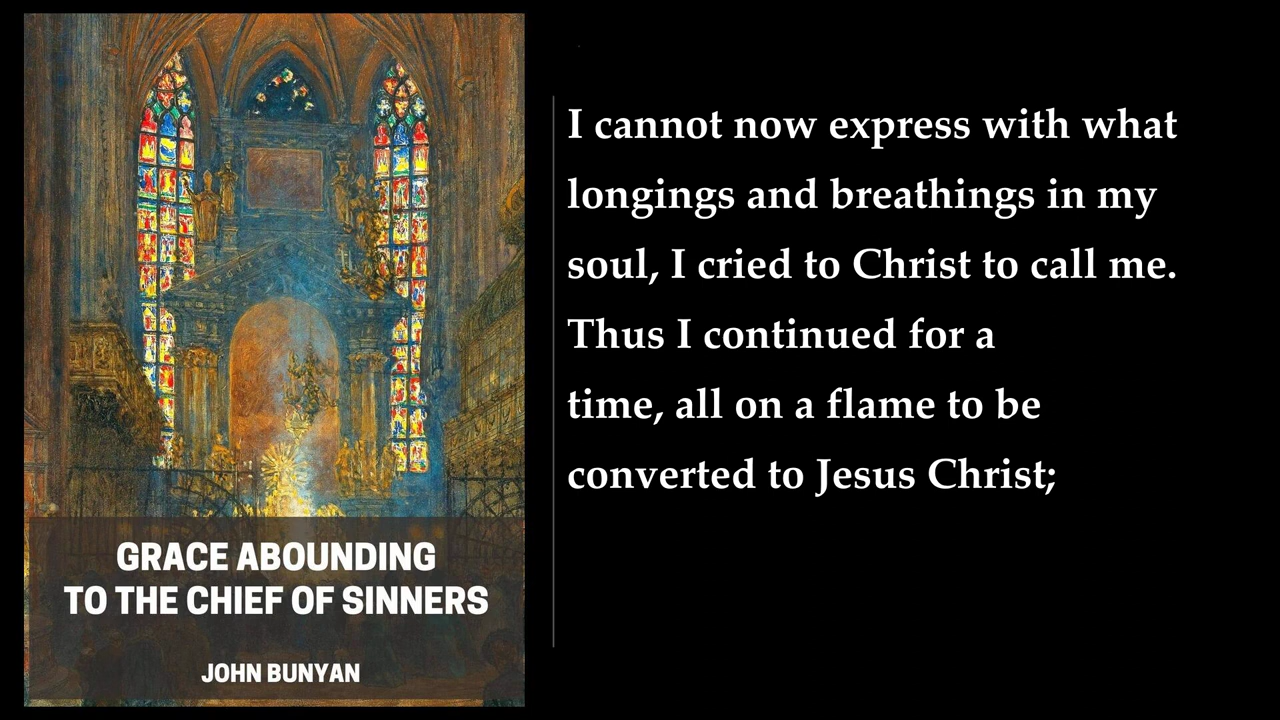 GRACE ABOUNDING
TO THE CHIEF OF SINNERS
JOHN BUNYAN
I cannot now express with what
longings and breathings in my
soul, I cried to Christ to call me.
Thus I continued for a
time, all on a flame to be
converted to Jesus Christ;